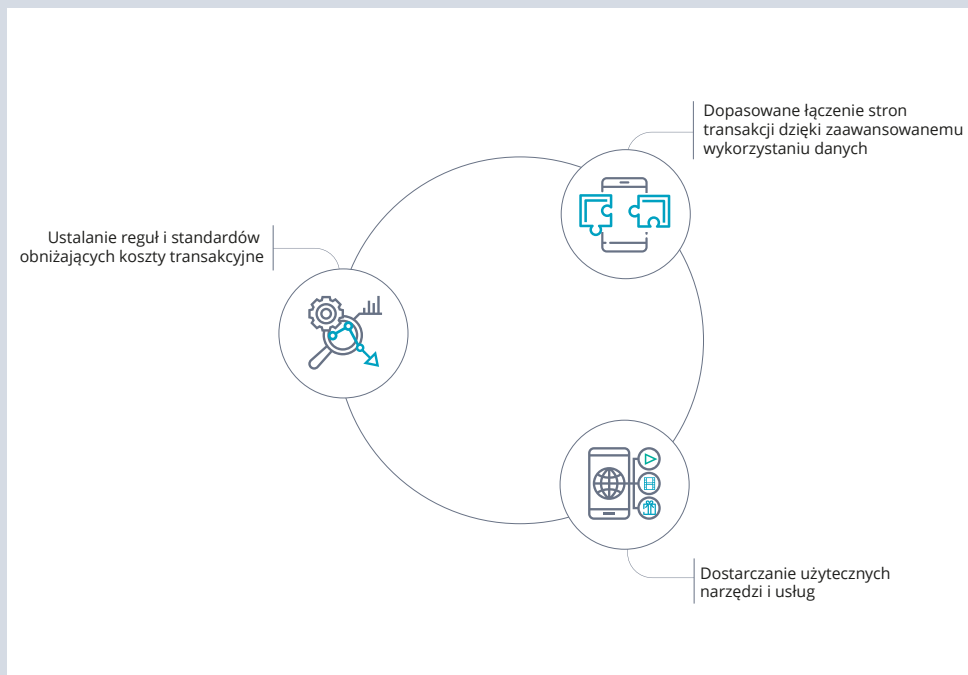 Dopasowane łączenie stron
transakcji dzięki zaawansowanemu
wykorzystaniu danych
Ustalanie reguł i standardów
obniżających koszty transakcyjne
Dostarczanie użytecznych
narzędzi i usług